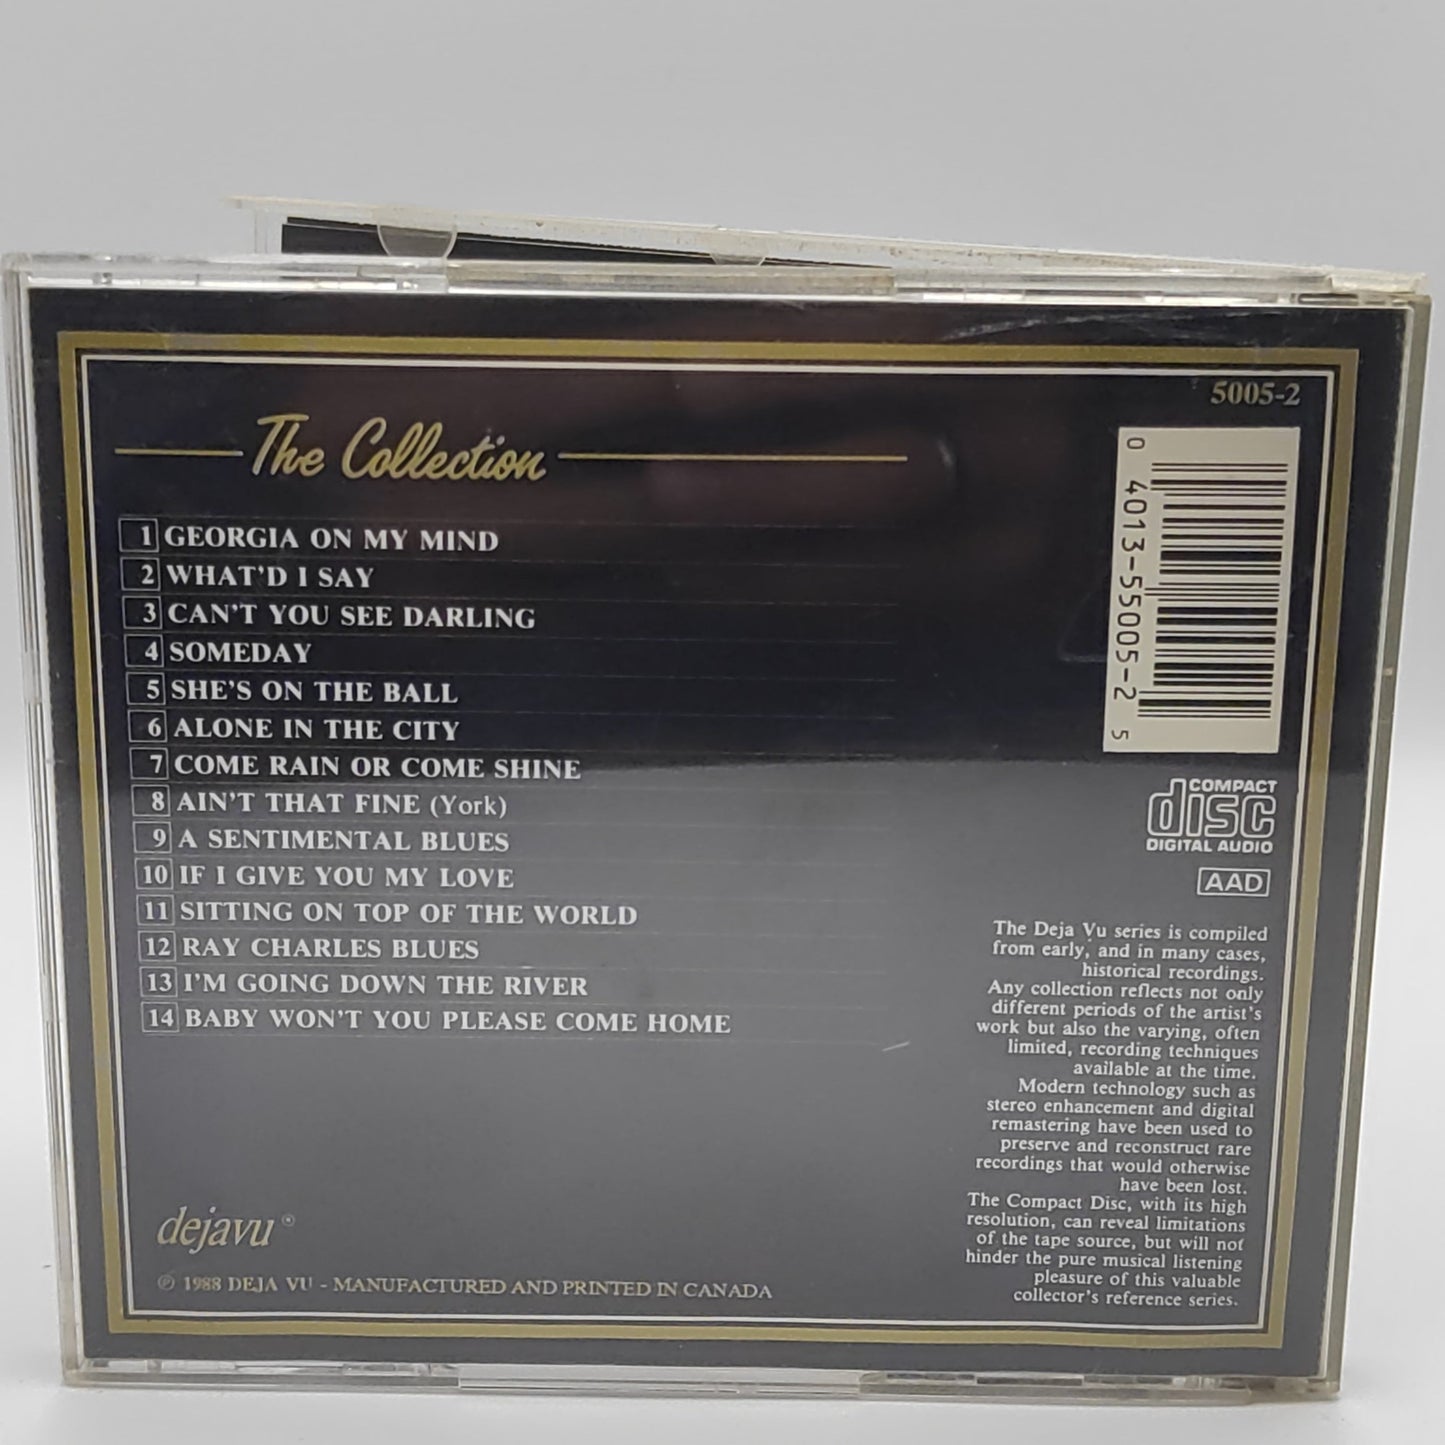 5005-2
The Collection
1 GEORGIA ON MY MIND
2 WHAT'D I SAY
3 CAN'T YOU SEE DARLING
4 SOMEDAY
5 SHE'S ON THE BALL
6 ALONE IN THE CITY
7 COME RAIN OR COME SHINE
8 AIN'T THAT FINE (York)
9 A SENTIMENTAL BLUES
10 IF I GIVE YOU MY LOVE
11 SITTING ON TOP OF THE WORLD
12 RAY CHARLES BLUES
13 I'M GOING DOWN THE RIVER
14 BABY WON'T YOU PLEASE COME HOME
dejavu ®
℗ 1988 DEJA VU - MANUFACTURED AND PRINTED IN CANADA
0 4013-55005-2 5
COMPACT
disc
DIGITAL AUDIO
AAD
The Deja Vu series is compiled
from early, and in many cases,
historical recordings.
Any collection reflects not only
different periods of the artist's
work but also the varying, often
limited, recording techniques
available at the time.
Modern technology such as
stereo enhancement and digital
remastering have been used to
preserve and reconstruct rare
recordings that would otherwise
have been lost.
The Compact Disc, with its high
resolution, can reveal limitations
of the tape source, but will not
hinder the pure musical listening
pleasure of this valuable
collector's reference series.